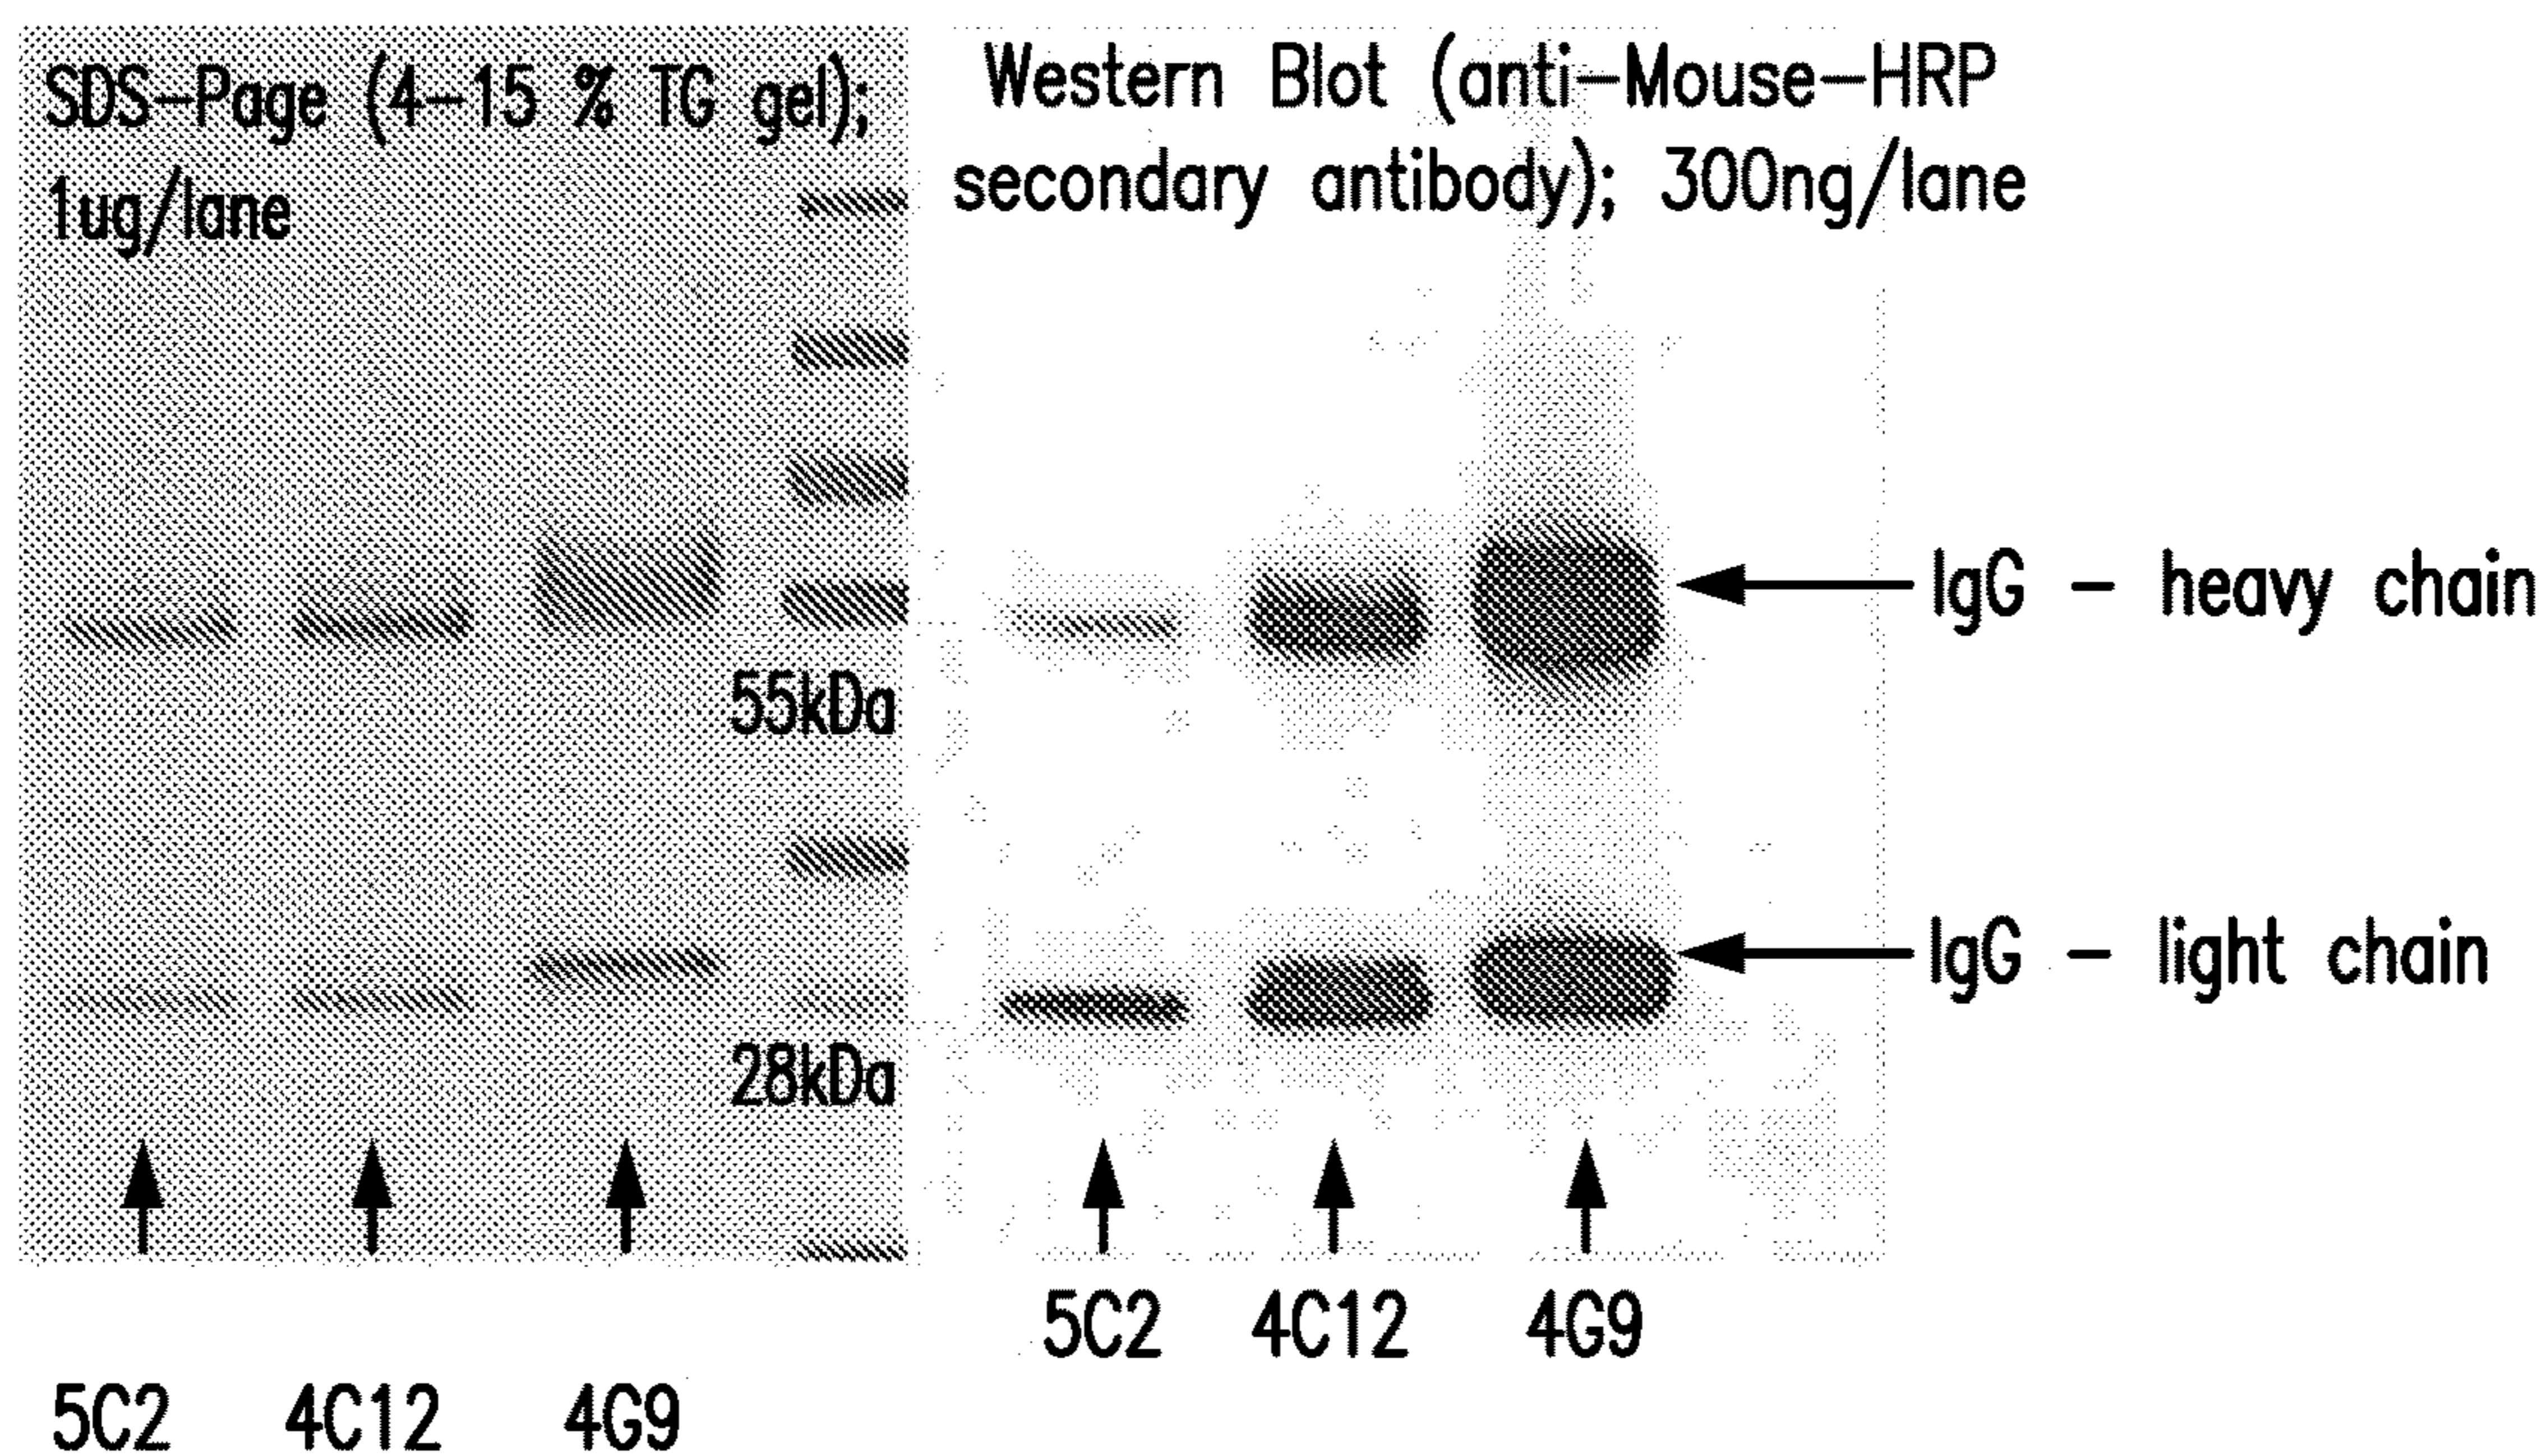 SDS-Page (4-15 % TG gel);
1ug/lane
55kDa
28kDa
5C2 4C12 4G9
Western Blot (anti-Mouse-HRP
secondary antibody); 300ng/lane
IgG - heavy chain
IgG - light chain
5C2 4C12 4G9